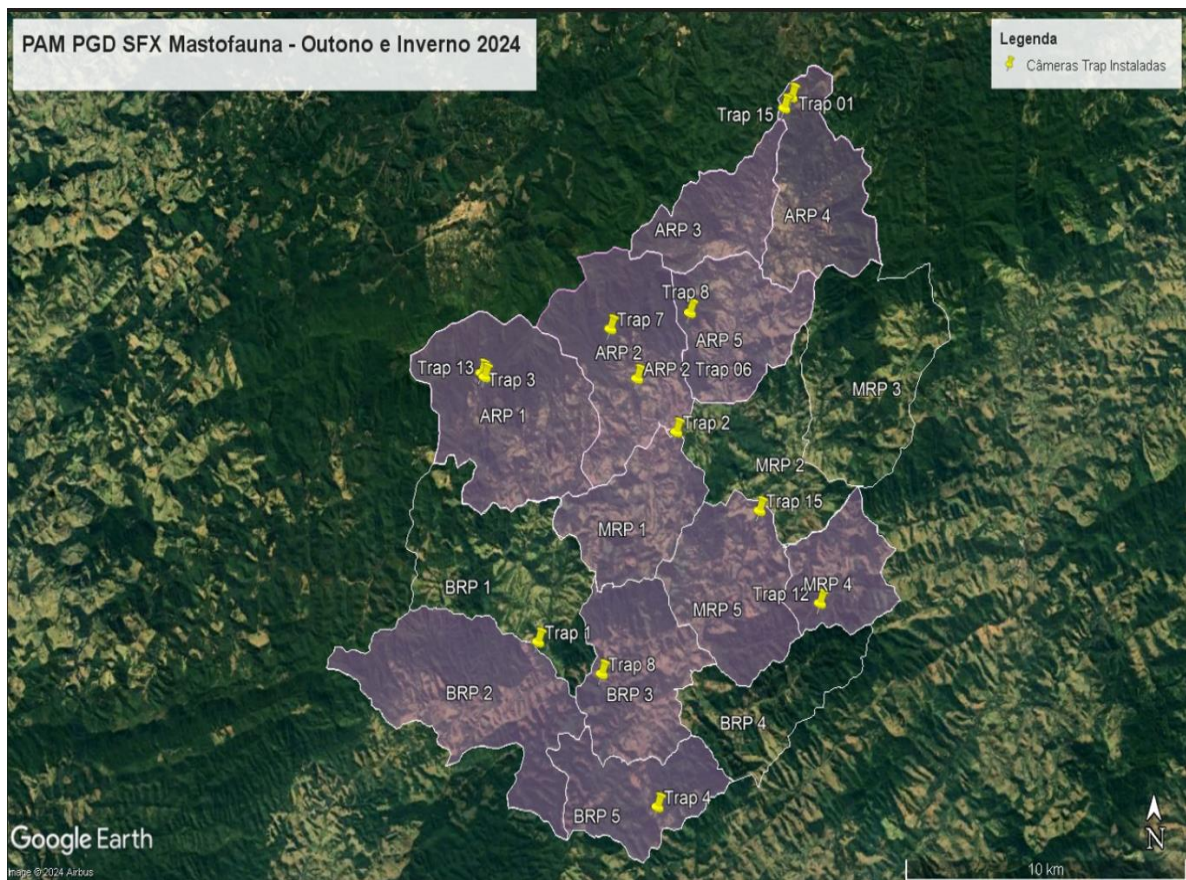 PAM PGD SFX Mastofauna - Outono e Inverno 2024
Legenda
Câmeras Trap Instaladas
Trap 15
Trap 01
ARP 3
ARP 4
Trap 8
Trap 7
ARP 5
ARP 2
ARP 2 Trap 06
Trap 13
Trap 3
ARP 1
MRP 3
Trap 2
MRP 2
Trap 15
MRP 1
BRP 1
MRP 4
Trap 12
MRP 5
Trap 1
Trap 8
BRP 2
BRP 3
BRP 4
Trap 4
BRP 5
Google Earth
N
10 km
mage © 2024 Airbus